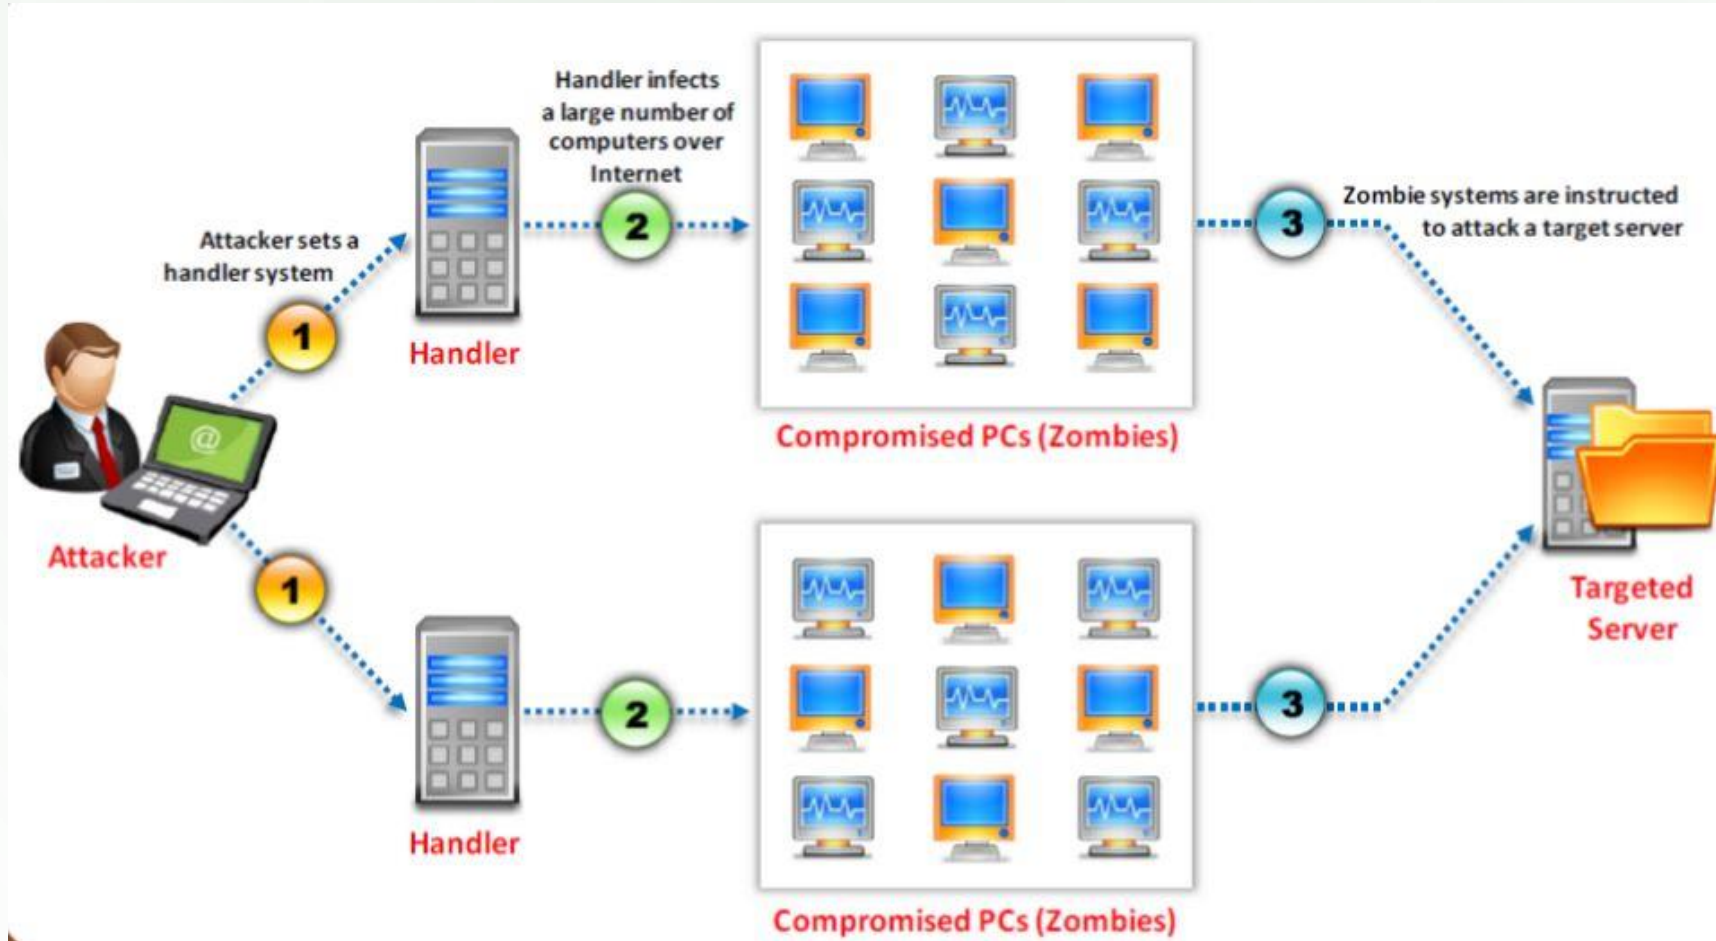 Handler infects
a large number of
computers over
Internet
2
Attacker sets a
handler system
1
Handler
Compromised PCs (Zombies)
3
Zombie systems are instructed
to attack a target server
@
Attacker
1
Handler
2
Compromised PCs (Zombies)
3
Targeted
Server